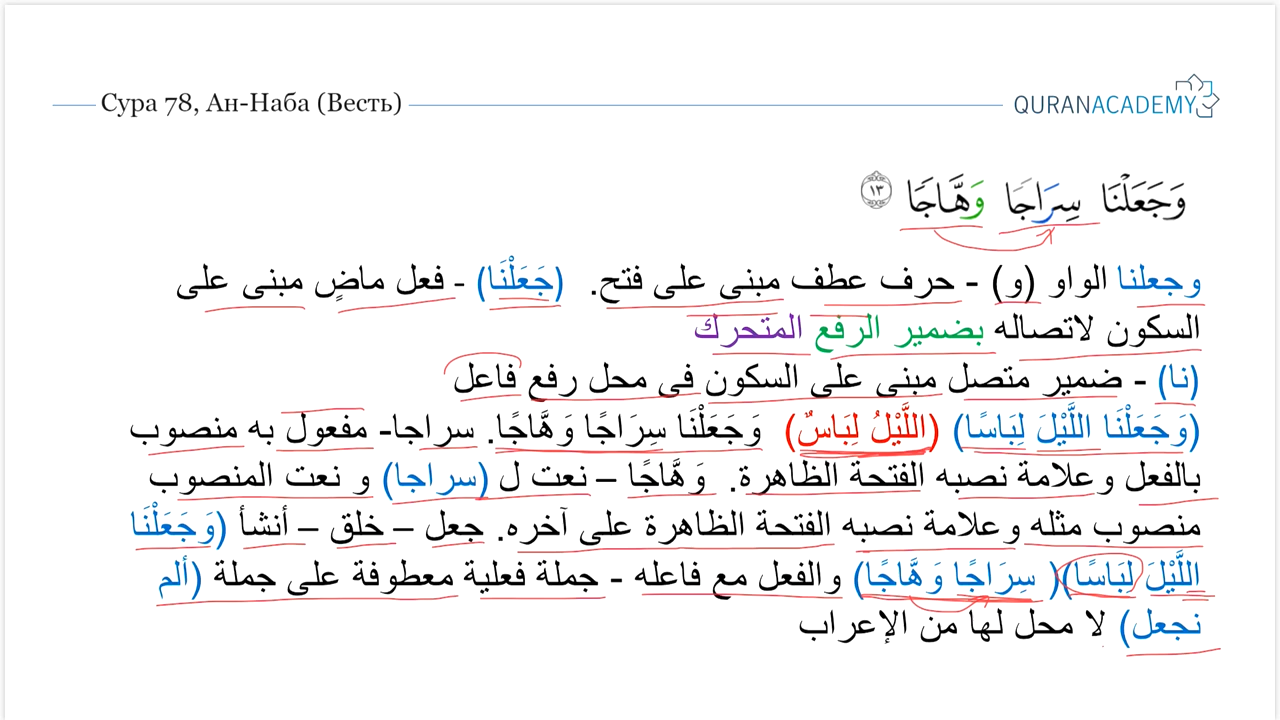 Сура 78, Ан-Наба (Весть)
QURANACADEMY
وَجَعَلْنَا سِرَاجًا وَهَّاجًا ١٣
وجعلنا الواو (و) - حرف عطف مبنى على فتح. (جَعَلْنَا) - فعل ماضٍ مبنى على
السكون لاتصاله بضمير الرفع المتحرك
(نا) - ضمير متصل مبنى على السكون فى محل رفع فاعل
(وَجَعَلْنَا اللَّيْلَ لِبَاسًا) (اللَّيْلُ لِبَاسٌ) وَجَعَلْنَا سِرَاجًا وَهَّاجًا. سراجا- مفعول به منصوب
بالفعل وعلامة نصبه الفتحة الظاهرة. وَهَّاجًا – نعت ل (سراجا) و نعت المنصوب
منصوب مثله وعلامة نصبه الفتحة الظاهرة على آخره. جعل – خلق – أنشأ (وَجَعَلْنَا
اللَّيْلَ لِبَاسًا)( سِرَاجًا وَهَّاجًا) والفعل مع فاعله - جملة فعلية معطوفة على جملة (ألم
نجعل) لا محل لها من الإعراب